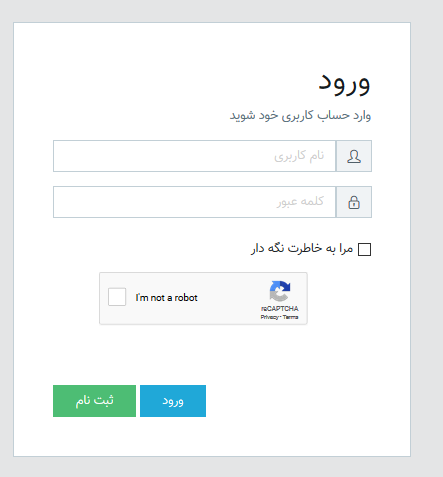 ورود
وارد حساب کاربری خود شوید
نام کاربری
کلمه عبور
مرا به خاطرت نگه دار
I'm not a robot
reCAPTCHA
Privacy - Terms
ورود
ثبت نام